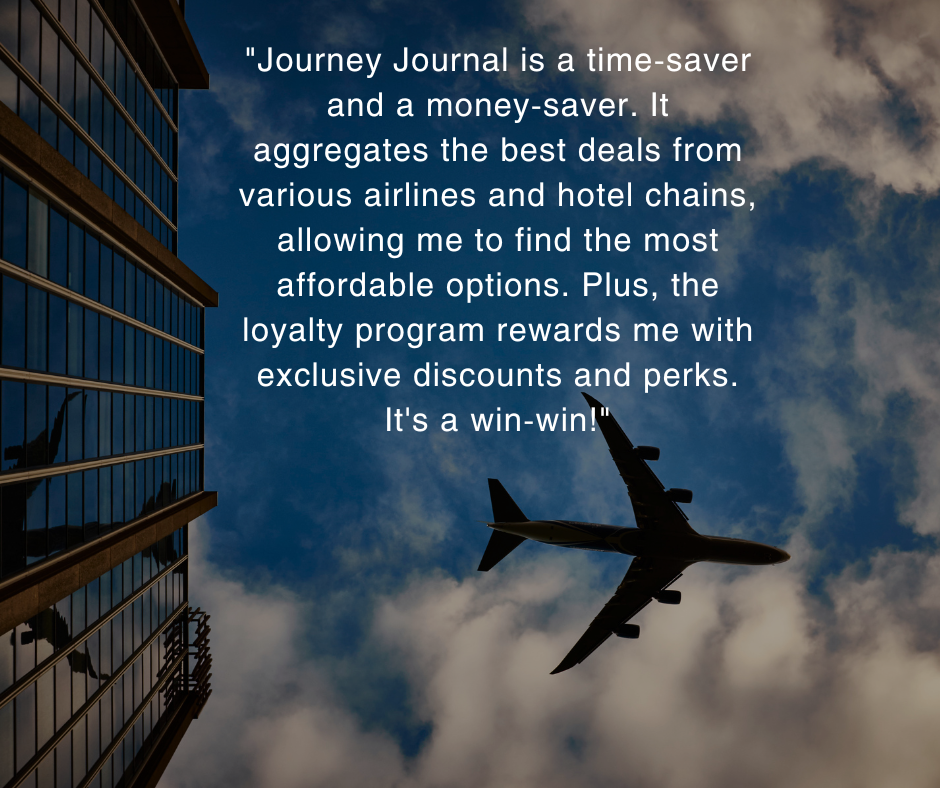 "Journey Journal is a time-saver
and a money-saver. It
aggregates the best deals from
various airlines and hotel chains,
allowing me to find the most
affordable options. Plus, the
loyalty program rewards me with
exclusive discounts and perks.
It's a win-win!"